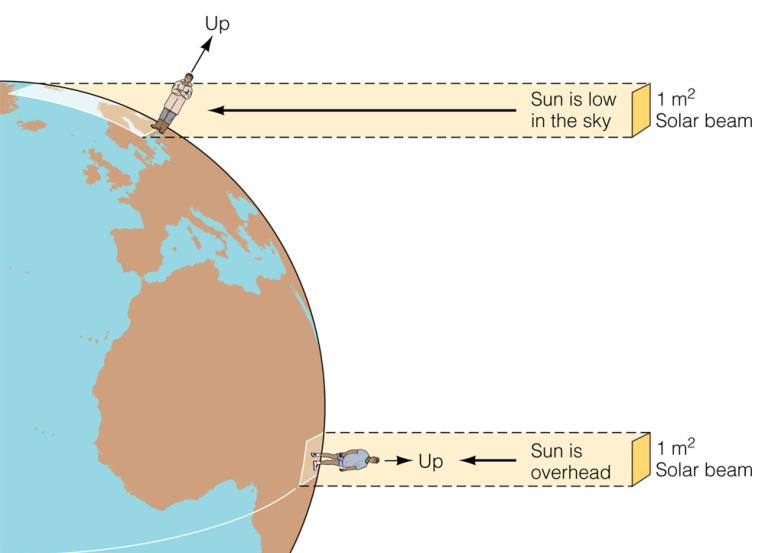 Up
Sun is low
in the sky
1 m²
Solar beam
Up
Sun is
overhead
1 m²
Solar beam